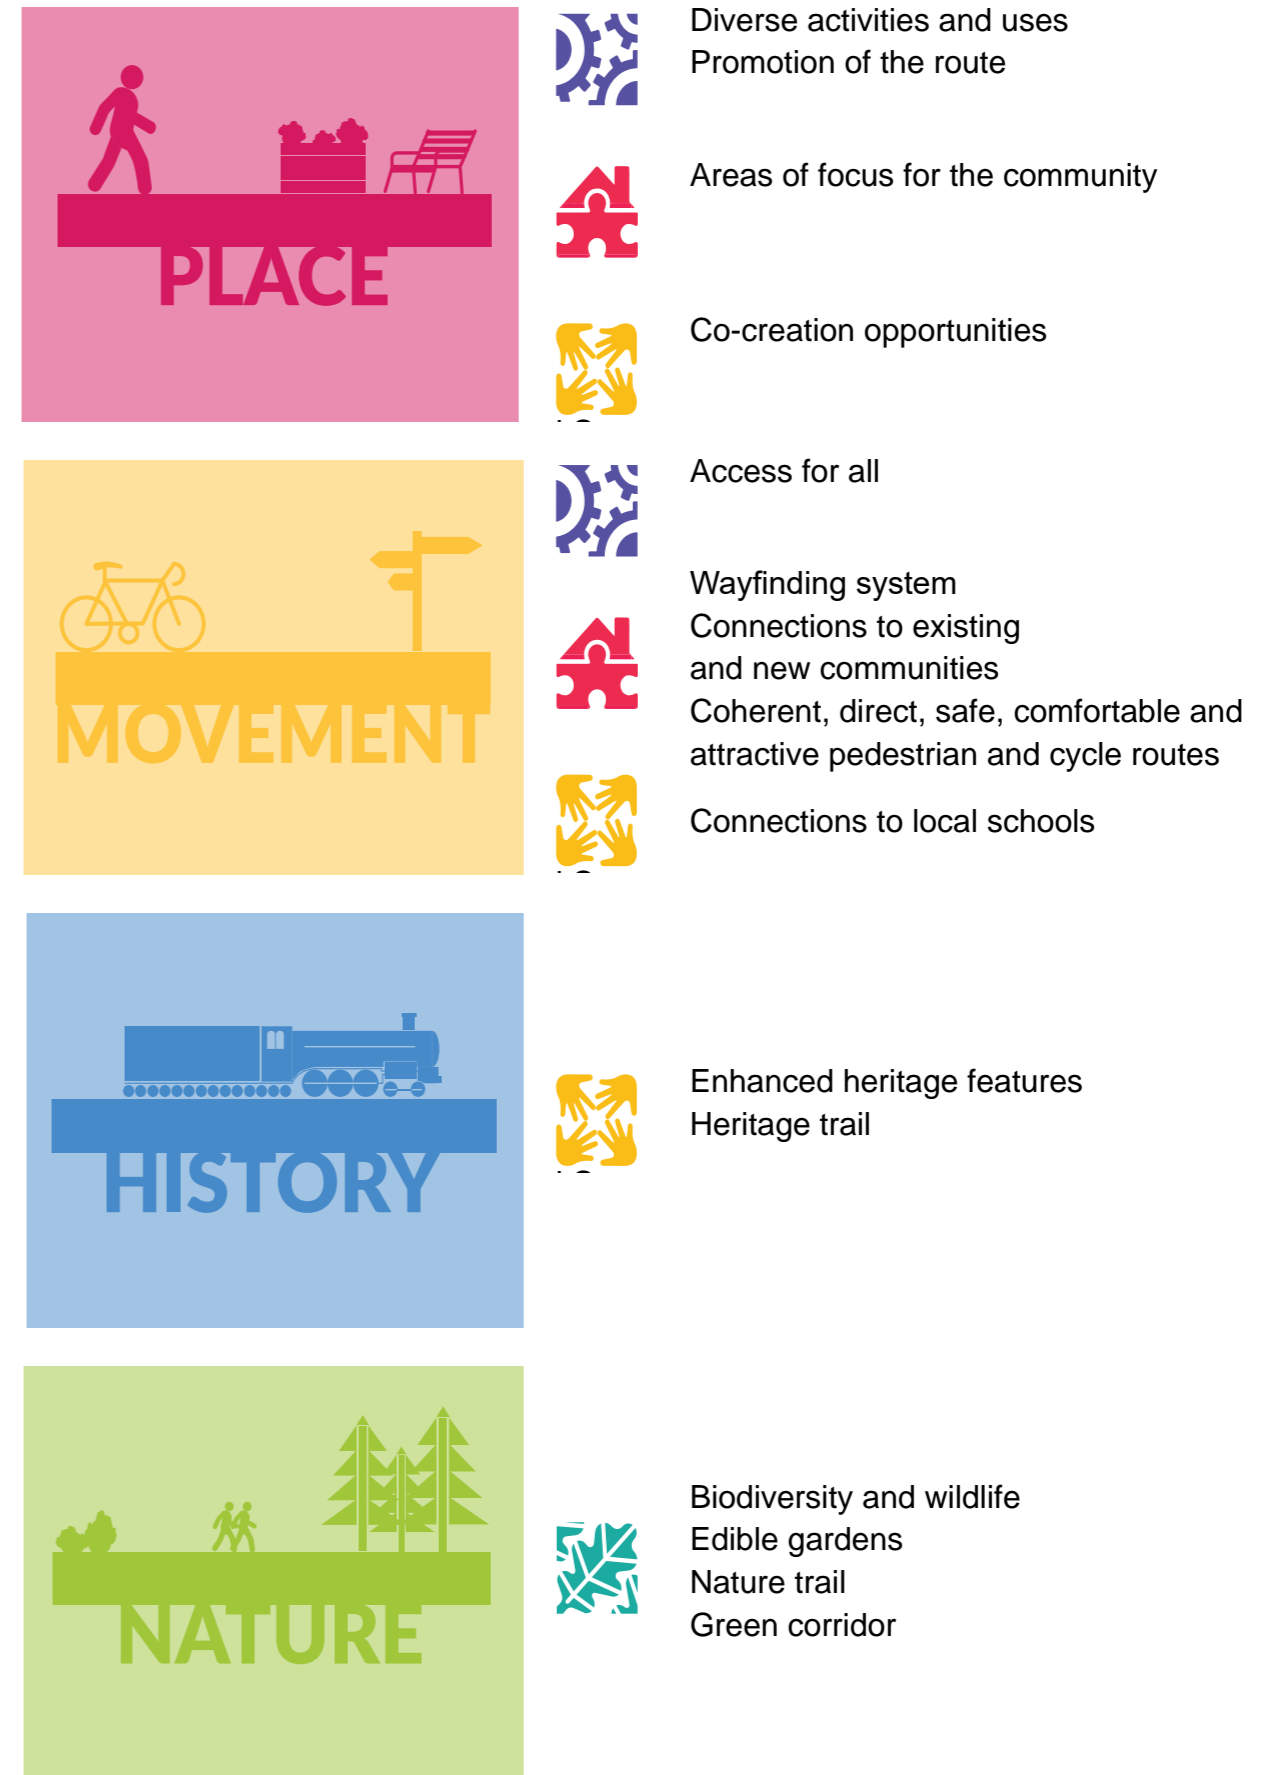 PLACE
Diverse activities and uses
Promotion of the route
Areas of focus for the community
Co-creation opportunities
MOVEMENT
Access for all
Wayfinding system
Connections to existing
and new communities
Coherent, direct, safe, comfortable and
attractive pedestrian and cycle routes
Connections to local schools
HISTORY
Enhanced heritage features
Heritage trail
NATURE
Biodiversity and wildlife
Edible gardens
Nature trail
Green corridor